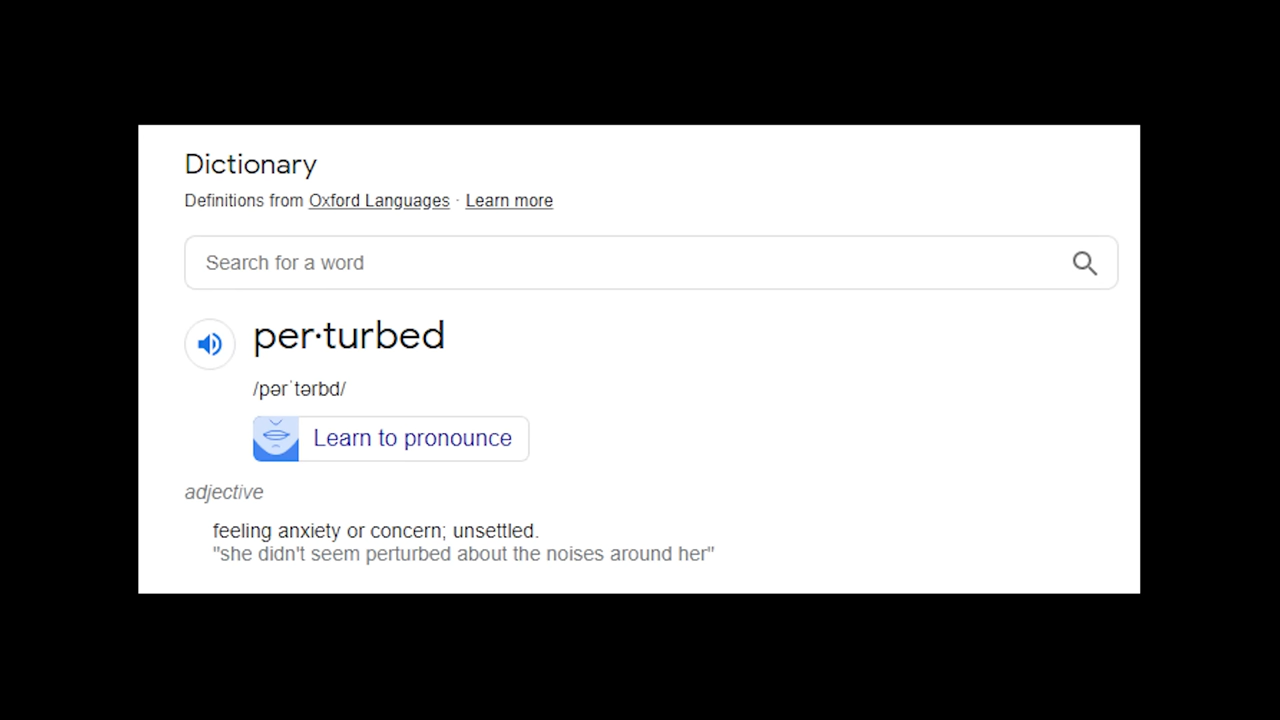 Dictionary
Definitions from Oxford Languages · Learn more
Search for a word
per·turbed
/pərˈtərbd/
Learn to pronounce
adjective
feeling anxiety or concern; unsettled.
"she didn't seem perturbed about the noises around her"